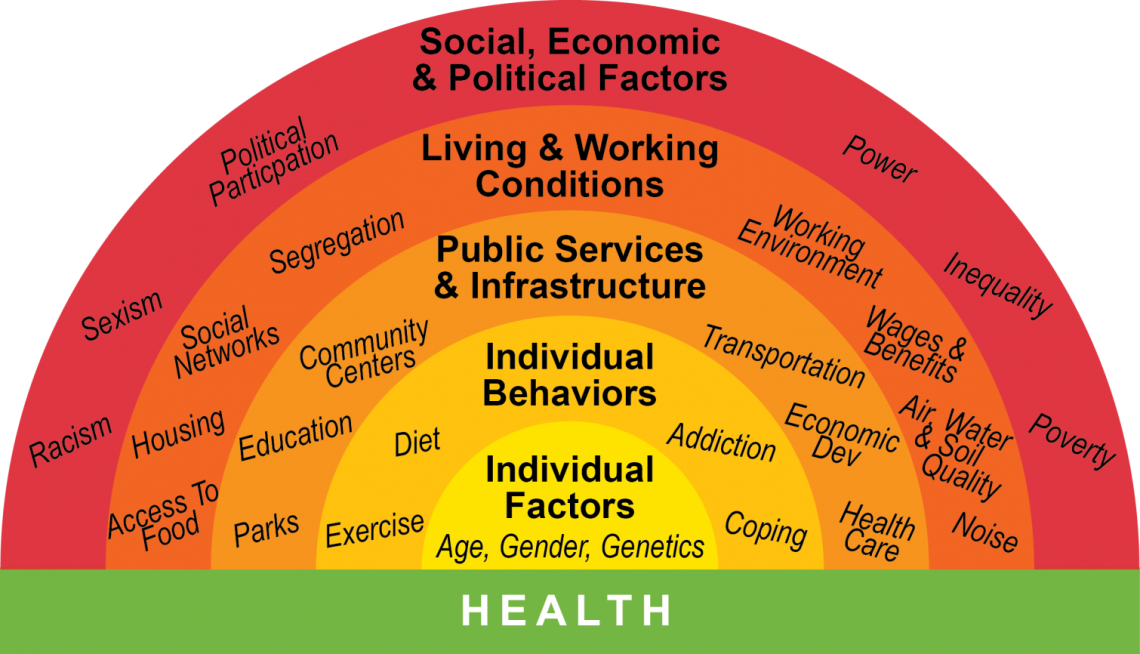 Social, Economic
& Political Factors
Political
Particpation
Sexism
Racism
Power
Inequality
Poverty
Living & Working
Conditions
Segregation
Social
Networks
Housing
Access To
Food
Working
Environment
Wages &
Benefits
Air, Water
& Soil
Quality
Noise
Public Services
& Infrastructure
Community
Centers
Education
Parks
Transportation
Economic
Dev
Health
Care
Individual
Behaviors
Diet
Exercise
Addiction
Coping
Individual
Factors
Age, Gender, Genetics
HEALTH